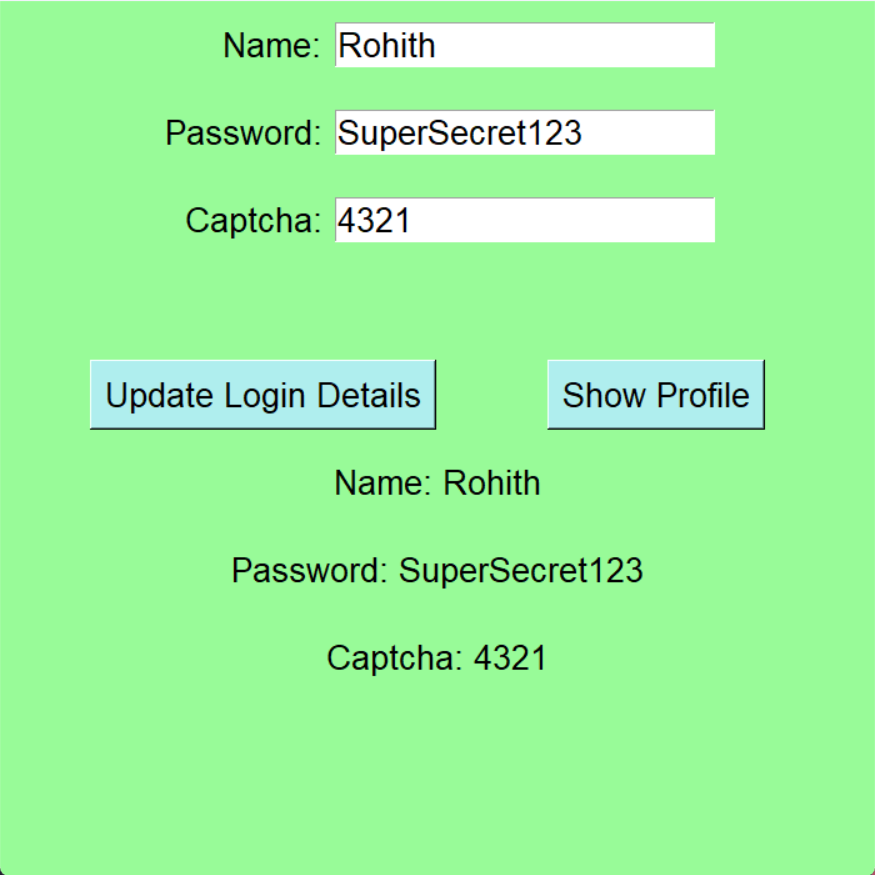 Name: Rohith
Password: SuperSecret123
Captcha: 4321
Update Login Details Show Profile
Name: Rohith
Password: SuperSecret123
Captcha: 4321